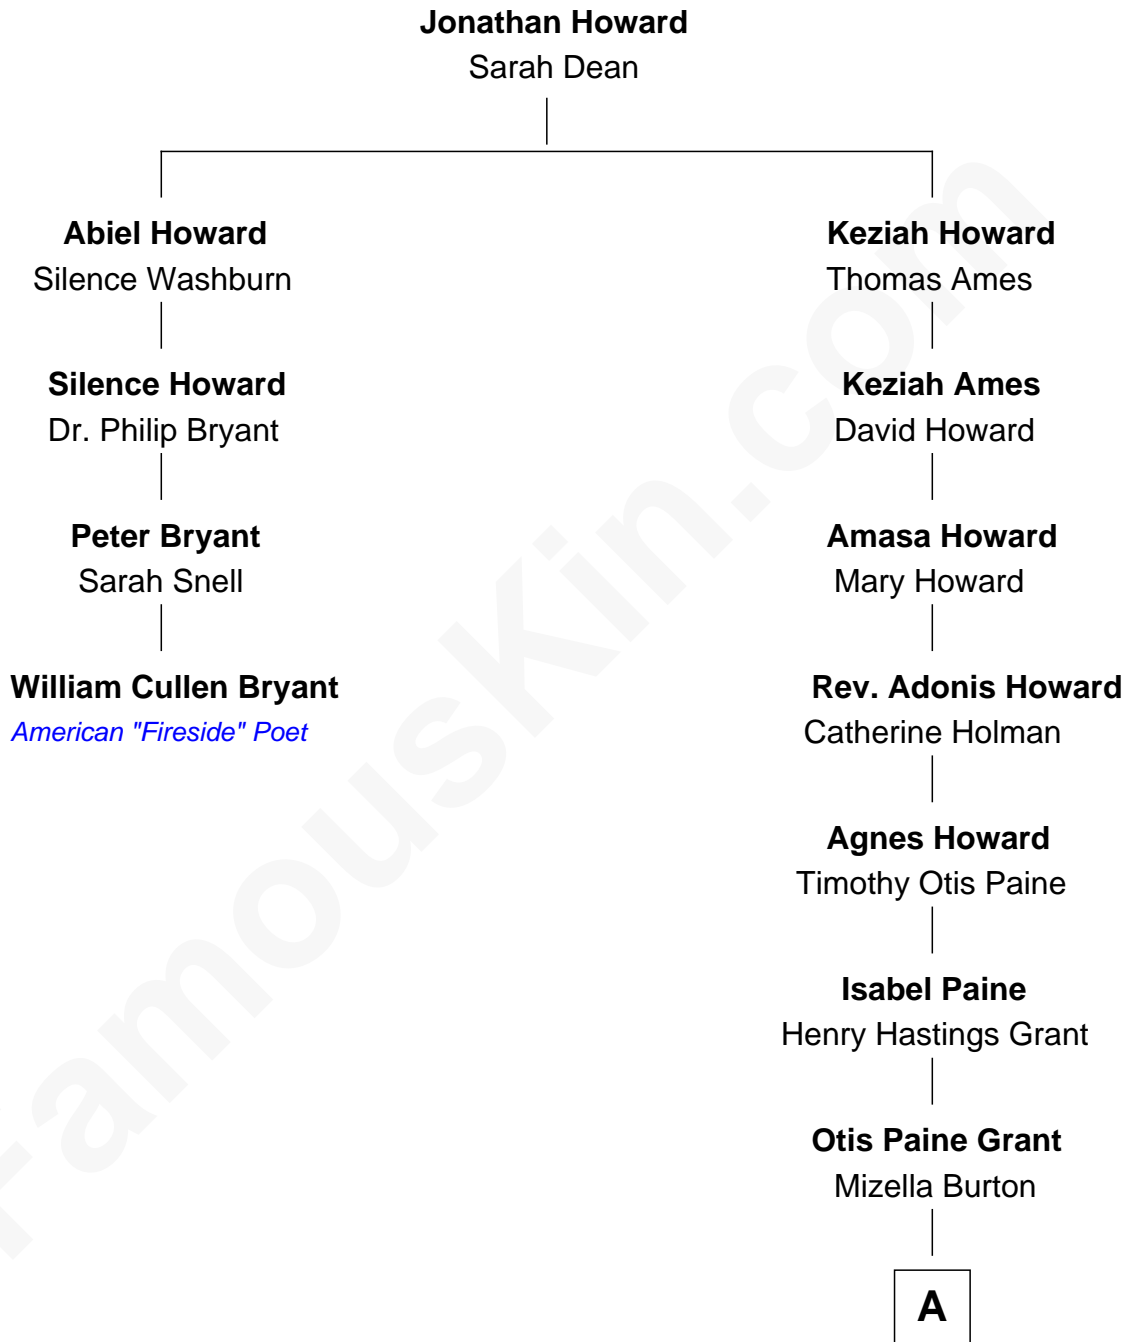 Jonathan Howard
Sarah Dean
Abiel Howard
Silence Washburn
Keziah Howard
Thomas Ames
Silence Howard
Dr. Philip Bryant
Keziah Ames
David Howard
Peter Bryant
Sarah Snell
Amasa Howard
Mary Howard
William Cullen Bryant
American "Fireside" Poet
Rev. Adonis Howard
Catherine Holman
Agnes Howard
Timothy Otis Paine
Isabel Paine
Henry Hastings Grant
Otis Paine Grant
Mizella Burton
A
FamousKin.com